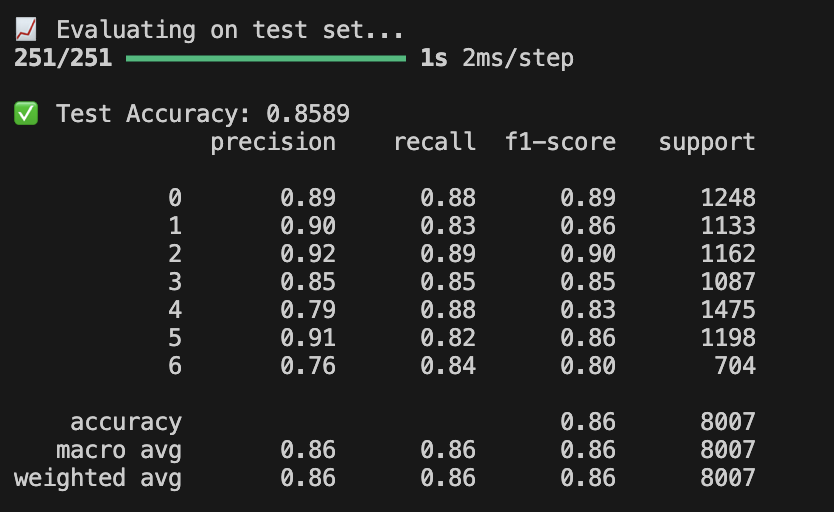 📈 Evaluating on test set...
251/251 ━━━━━━━━━━━━━━━━━━━━ 1s 2ms/step
✅ Test Accuracy: 0.8589
precision recall f1-score support
0 0.89 0.88 0.89 1248
1 0.90 0.83 0.86 1133
2 0.92 0.89 0.90 1162
3 0.85 0.85 0.85 1087
4 0.79 0.88 0.83 1475
5 0.91 0.82 0.86 1198
6 0.76 0.84 0.80 704
accuracy 0.86 8007
macro avg 0.86 0.86 0.86 8007
weighted avg 0.86 0.86 0.86 8007